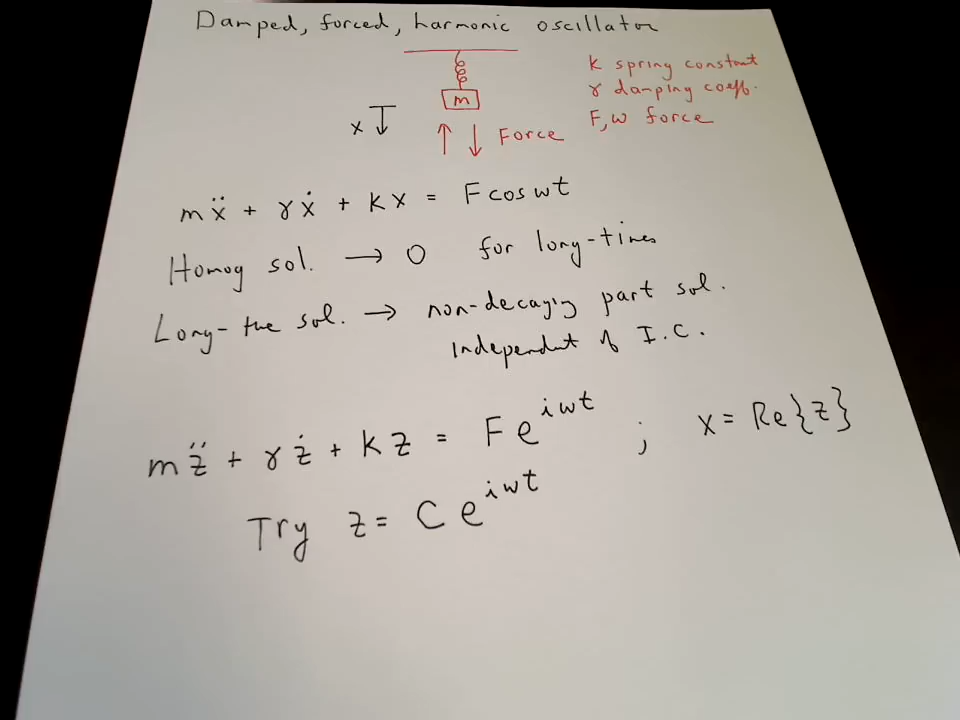 Damped, forced, harmonic oscillator
k spring constant
γ damping coeff.
F, ω force
m
x
Force
mẍ + γẋ + kx = F cos ωt
Homog sol. → 0 for long-times
Long-time sol. → non-decaying part sol.
independent of I.C.
mz̈ + γż + kz = Fe^{iωt} ; x = Re{z}
Try z = Ce^{iωt}